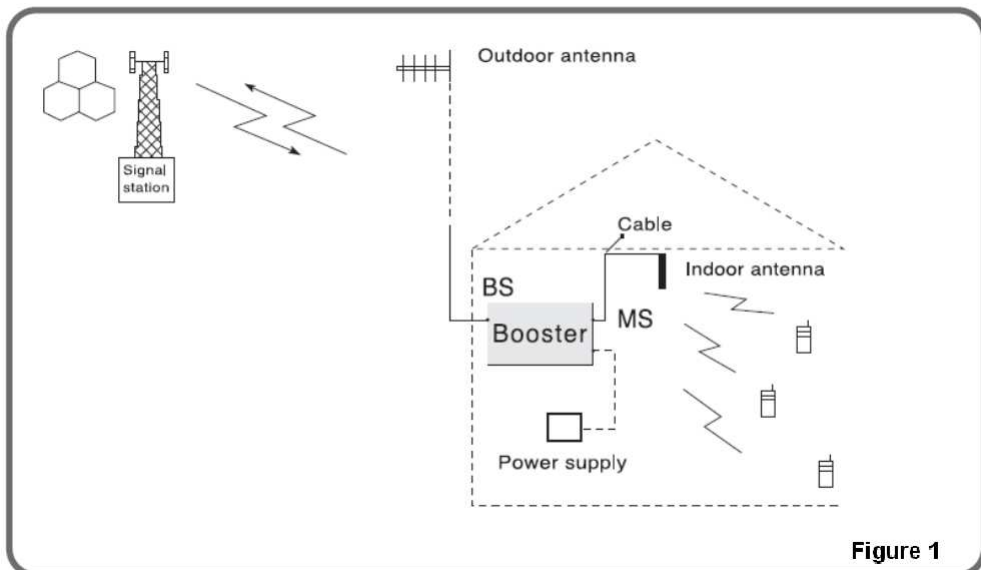 Outdoor antenna
Signal
station
Cable
Indoor antenna
BS
MS
Booster
Power supply
Figure 1